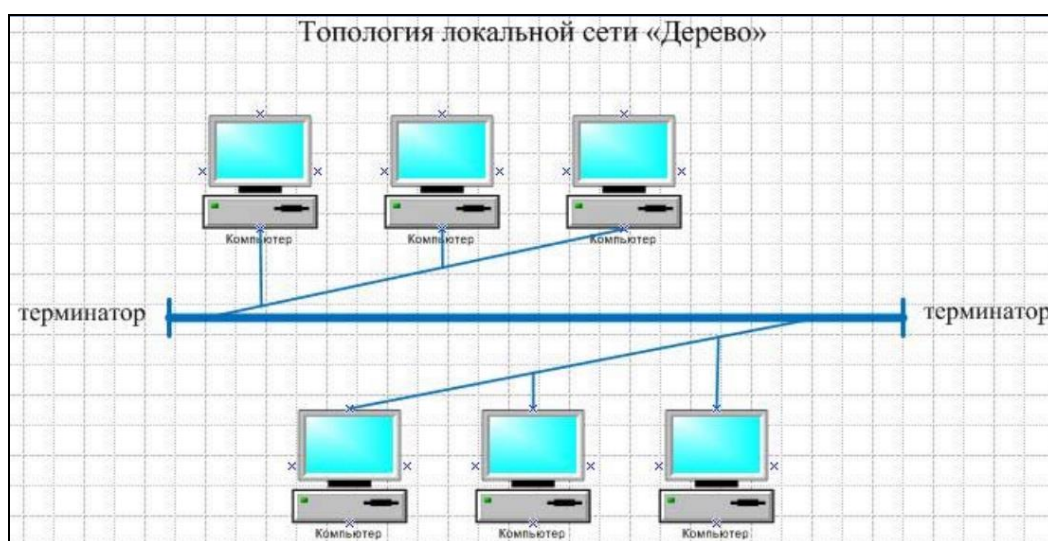 Топология локальной сети «Дерево»
Компьютер
Компьютер
Компьютер
терминатор
терминатор
Компьютер
Компьютер
Компьютер